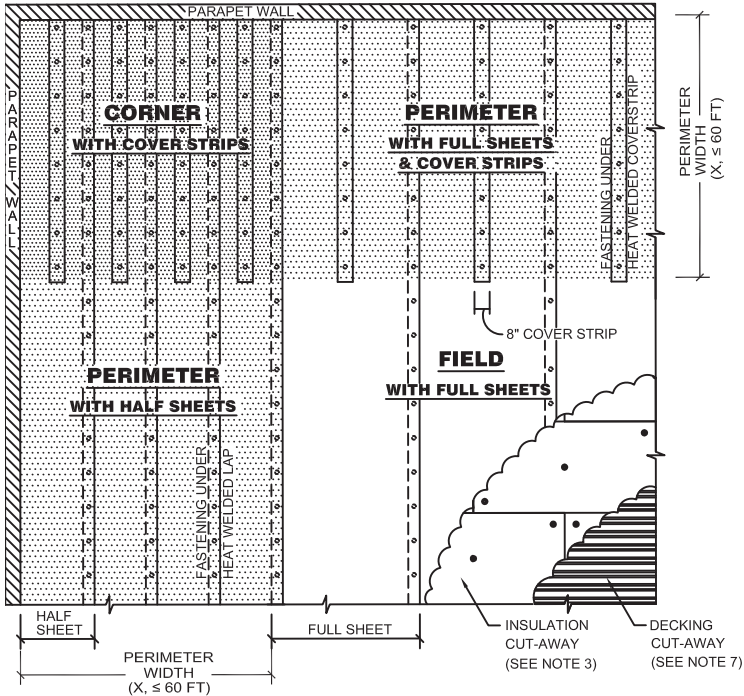 PARAPET WALL
PARAPET WALL
CORNER
WITH COVER STRIPS
PERIMETER
WITH FULL SHEETS
& COVER STRIPS
FASTENING UNDER
HEAT WELDED COVERSTRIP
PERIMETER
WIDTH
(X, ≤ 60 FT)
8" COVER STRIP
PERIMETER
WITH HALF SHEETS
FIELD
WITH FULL SHEETS
FASTENING UNDER
HEAT WELDED LAP
HALF
SHEET
FULL SHEET
PERIMETER
WIDTH
(X, ≤ 60 FT)
INSULATION
CUT-AWAY
(SEE NOTE 3)
DECKING
CUT-AWAY
(SEE NOTE 7)